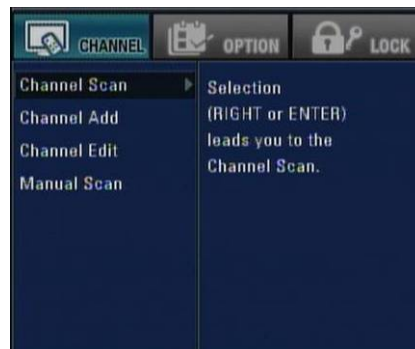 CHANNEL OPTION LOCK
Channel Scan
Channel Add
Channel Edit
Manual Scan
Selection
(RIGHT or ENTER)
leads you to the
Channel Scan.